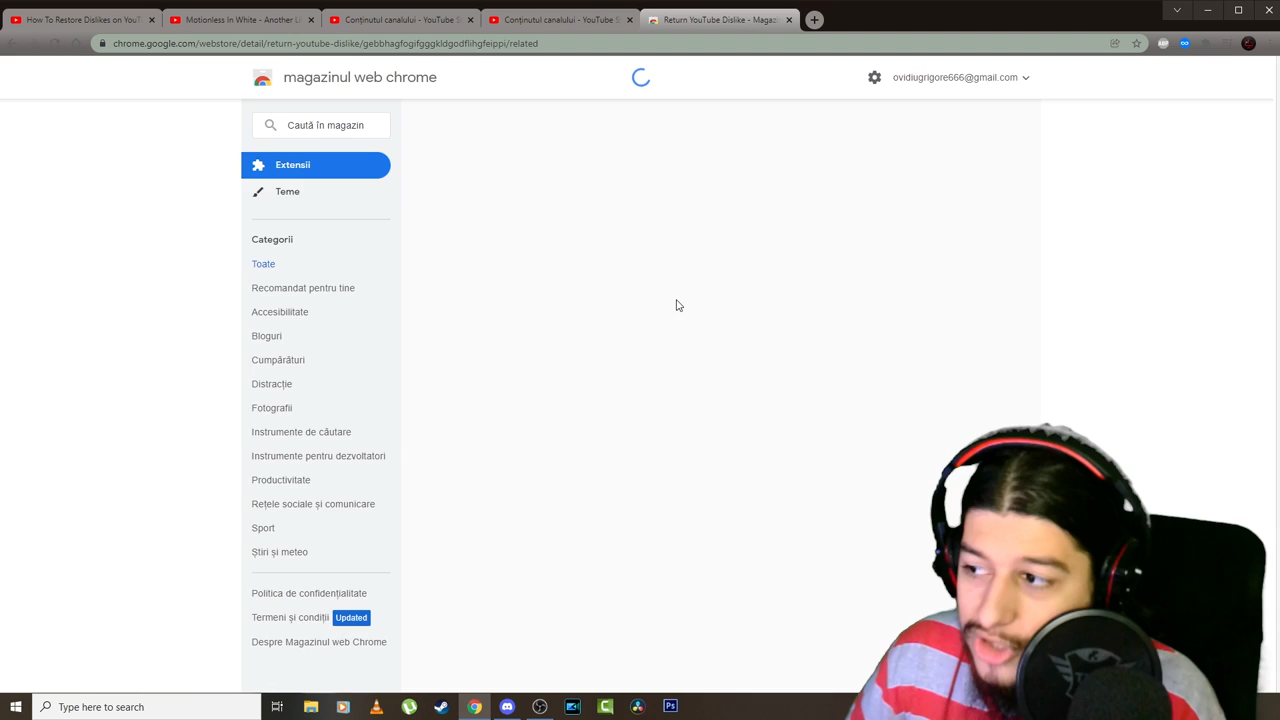 How To Restore Dislikes on YouT
Motionless In White - Another Li
Conținutul canalului - YouTube S
Conținutul canalului - YouTube S
Return YouTube Dislike - Magazi
chrome.google.com/webstore/detail/return-youtube-dislike/gebbhagfogifgggkldgodflihgfeippi/related
magazinul web chrome
ovidiugrigore666@gmail.com
Caută în magazin
Extensii
Teme
Categorii
Toate
Recomandat pentru tine
Accesibilitate
Bloguri
Cumpărături
Distracție
Fotografii
Instrumente de căutare
Instrumente pentru dezvoltatori
Productivitate
Rețele sociale și comunicare
Sport
Știri și meteo
Politica de confidențialitate
Termeni și condiții Updated
Despre Magazinul web Chrome
Type here to search